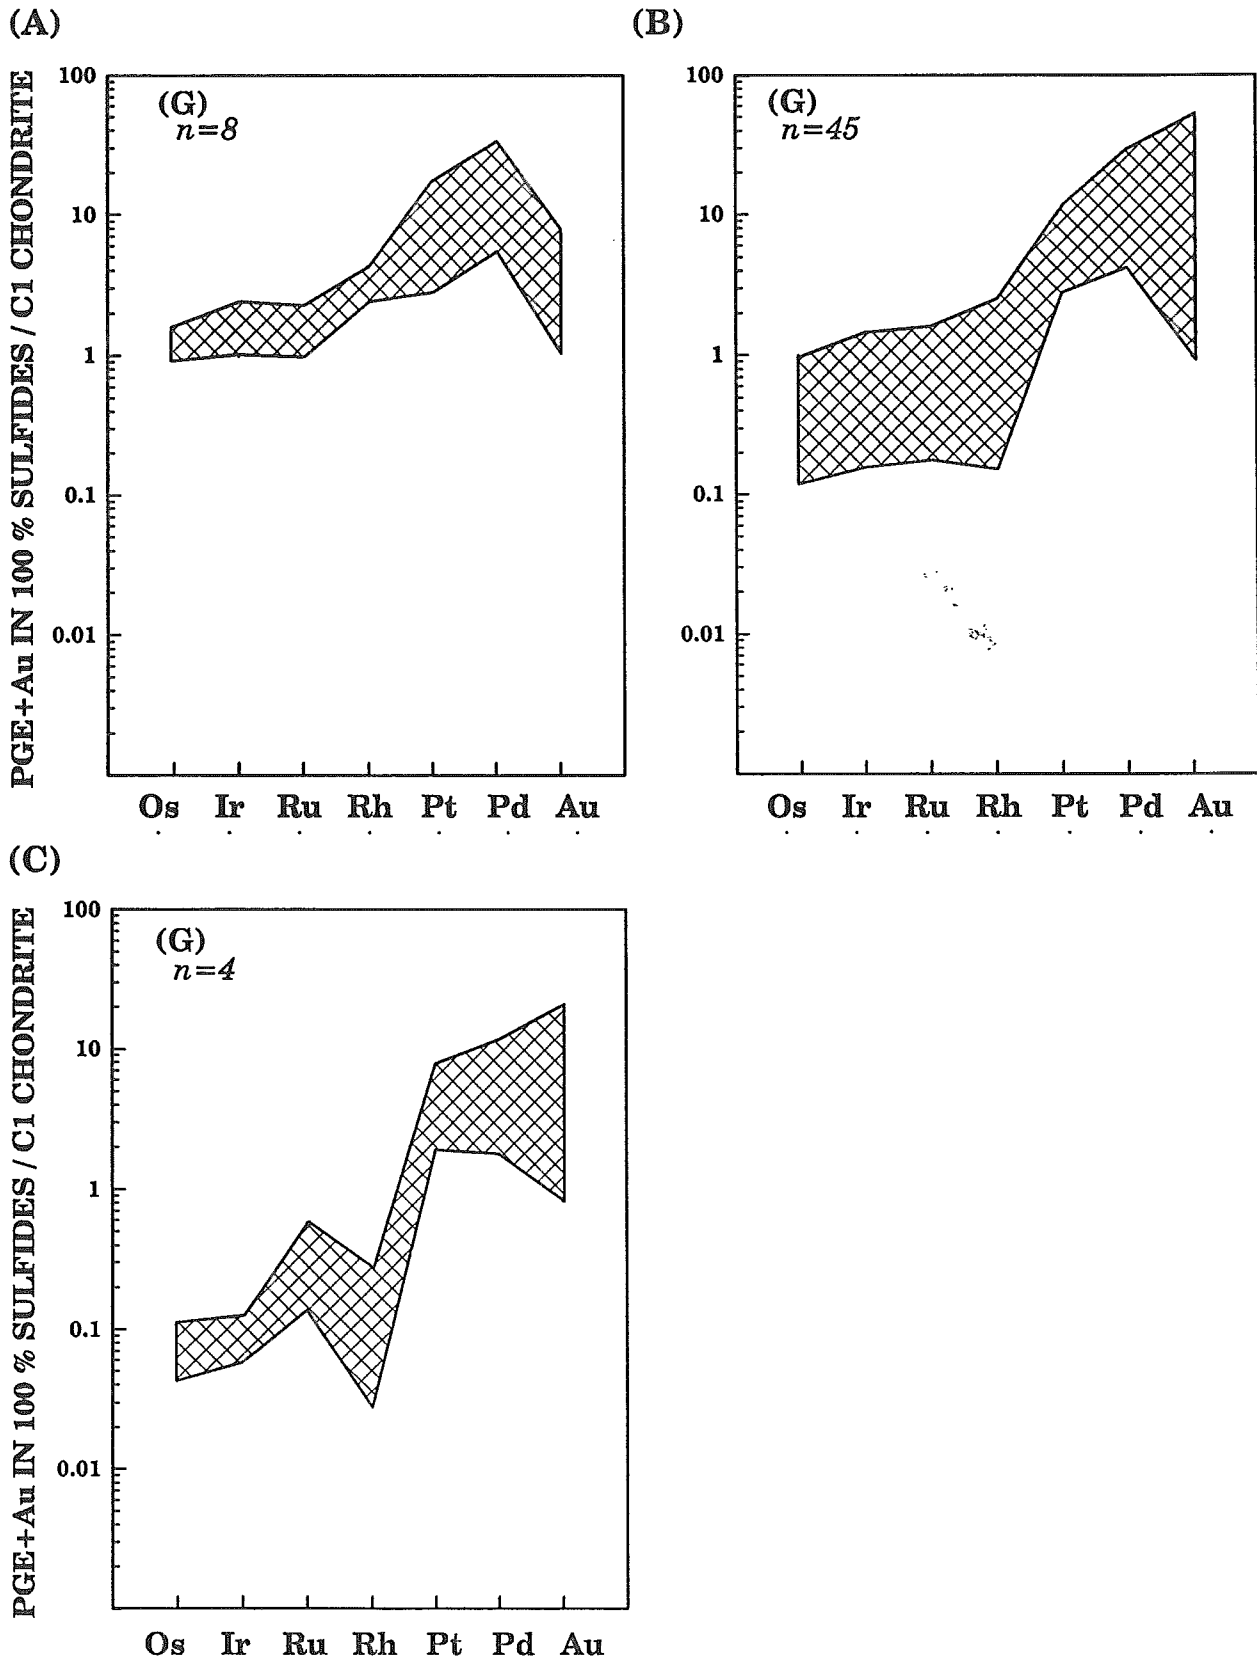 (A)
PGE+Au IN 100 % SULFIDES / C1 CHONDRITE
100
10
1
0.1
0.01
(G)
n=8
Os Ir Ru Rh Pt Pd Au
(B)
100
10
1
0.1
0.01
(G)
n=45
Os Ir Ru Rh Pt Pd Au
(C)
PGE+Au IN 100 % SULFIDES / C1 CHONDRITE
100
10
1
0.1
0.01
(G)
n=4
Os Ir Ru Rh Pt Pd Au